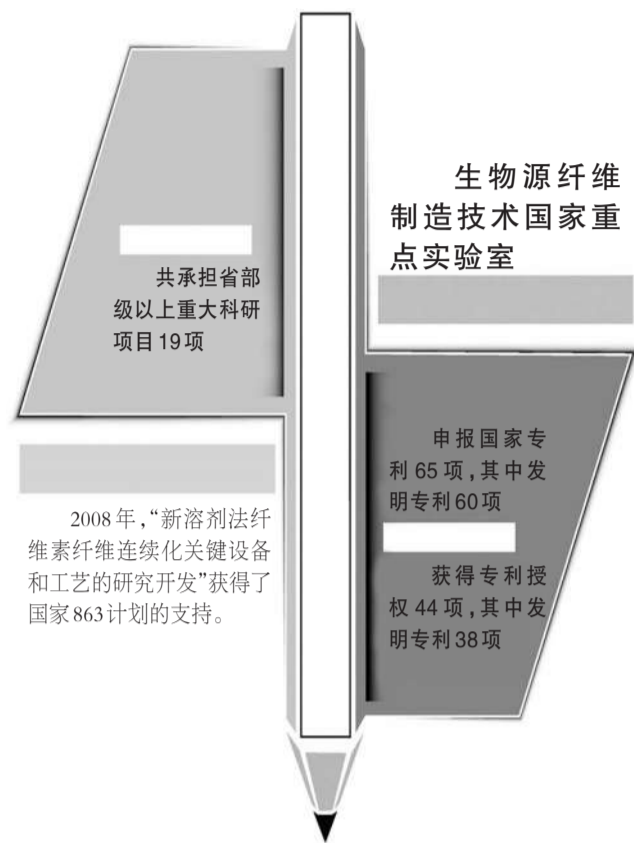 生物源纤维
制造技术国家重
点实验室
共承担省部
级以上重大科研
项目19项
申报国家专
利65项,其中发
明专利60项
获得专利授
权44项,其中发
明专利38项
2008年,“新溶剂法纤
维素纤维连续化关键设备
和工艺的研究开发”获得了
国家863计划的支持。